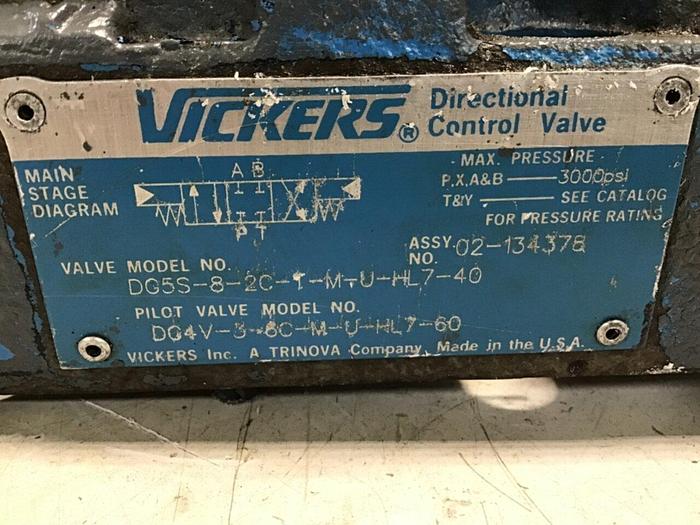 VICKERS®
Directional
Control Valve
MAIN
STAGE
DIAGRAM
A B
P T
MAX. PRESSURE
P,X,A&B — 3000psi
T&Y — SEE CATALOG
FOR PRESSURE RATING
ASSY.
NO. 02-134378
VALVE MODEL NO.
DG5S-8-2C-T-M-U-HL7-40
PILOT VALVE MODEL NO.
DG4V-3-6C-M-U-HL7-60
VICKERS Inc. A TRINOVA Company Made in the U.S.A.